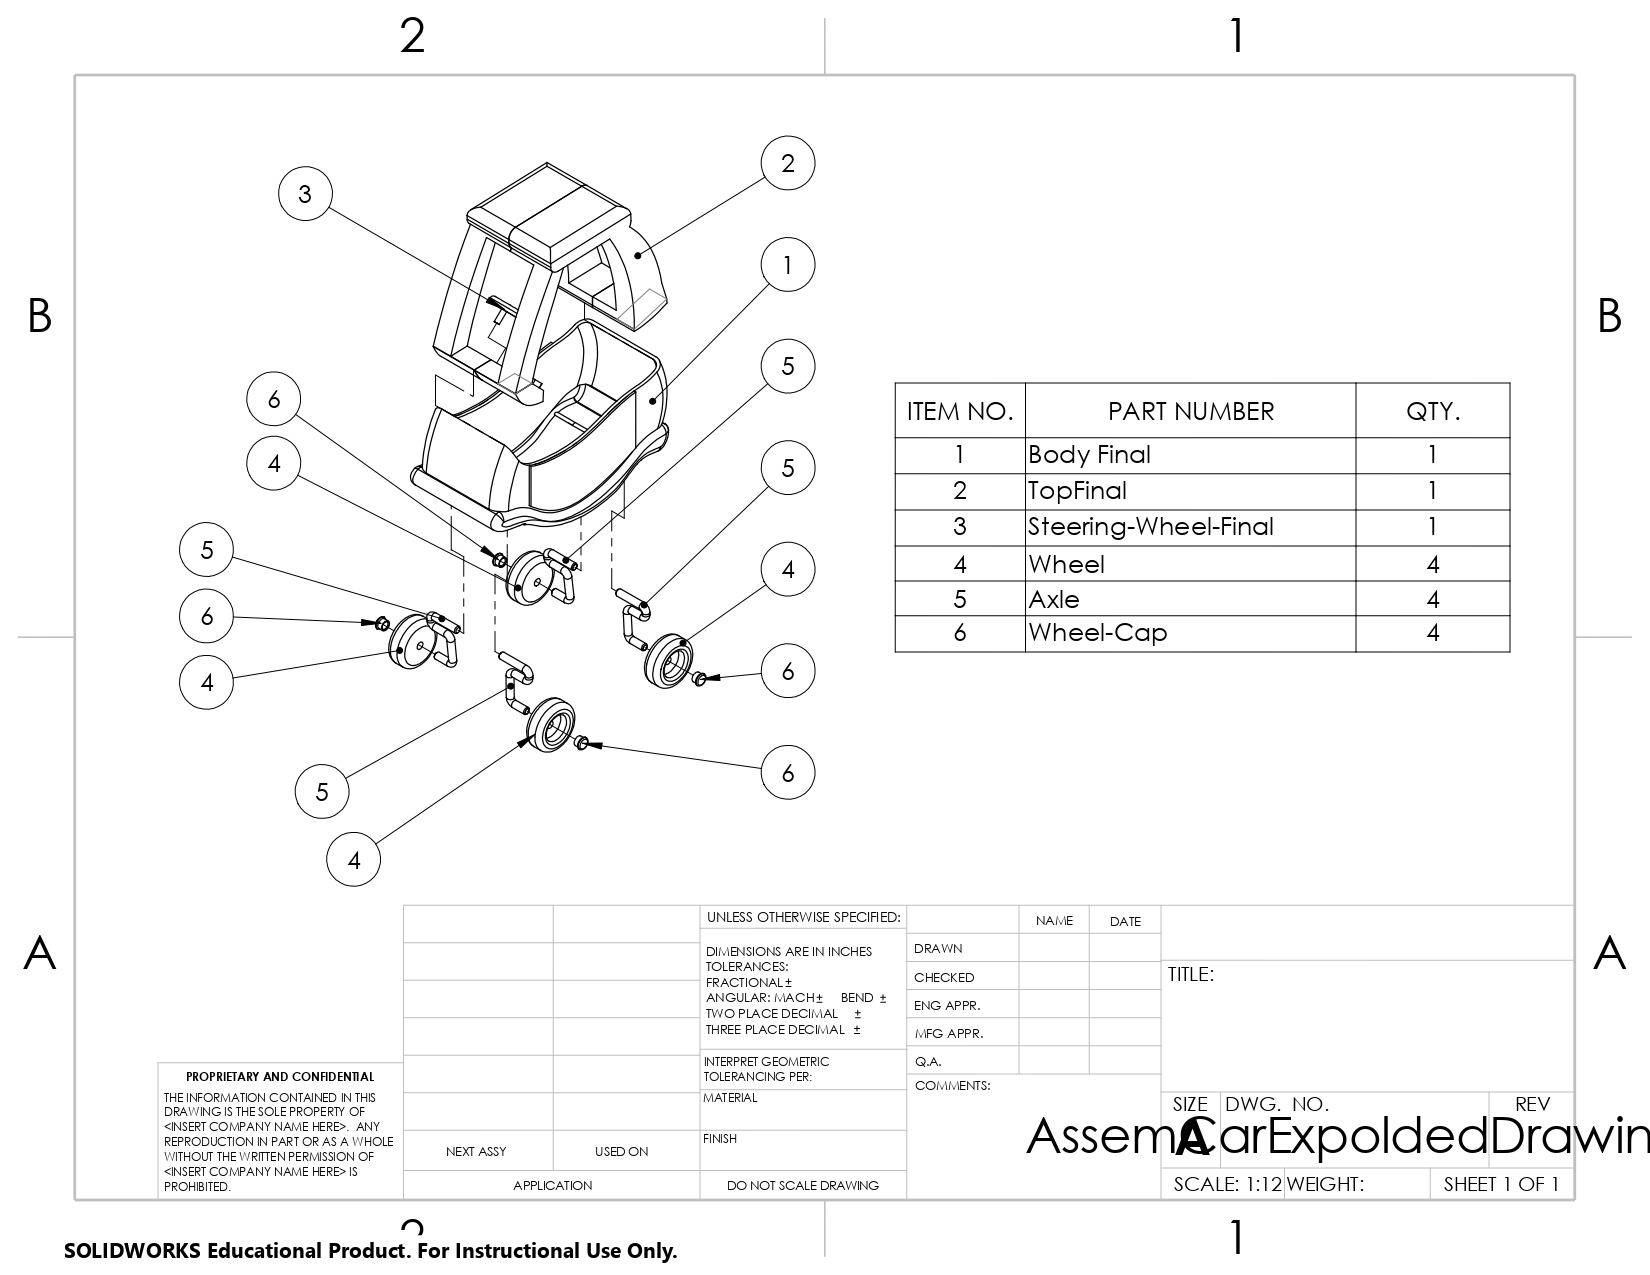 2
1
B
B
3
2
1
5
6
4
5
5
4
6
4
6
5
6
4
ITEM NO. PART NUMBER QTY.
1 Body Final 1
2 TopFinal 1
3 Steering-Wheel-Final 1
4 Wheel 4
5 Axle 4
6 Wheel-Cap 4
A
A
PROPRIETARY AND CONFIDENTIAL
THE INFORMATION CONTAINED IN THIS
DRAWING IS THE SOLE PROPERTY OF
<INSERT COMPANY NAME HERE>. ANY
REPRODUCTION IN PART OR AS A WHOLE
WITHOUT THE WRITTEN PERMISSION OF
<INSERT COMPANY NAME HERE> IS
PROHIBITED.
NEXT ASSY USED ON
APPLICATION
UNLESS OTHERWISE SPECIFIED:
DIMENSIONS ARE IN INCHES
TOLERANCES:
FRACTIONAL ±
ANGULAR: MACH ± BEND ±
TWO PLACE DECIMAL ±
THREE PLACE DECIMAL ±
INTERPRET GEOMETRIC
TOLERANCING PER:
MATERIAL
FINISH
DO NOT SCALE DRAWING
NAME DATE
DRAWN
CHECKED
ENG APPR.
MFG APPR.
Q.A.
COMMENTS:
TITLE:
SIZE DWG. NO. REV
A
CarExpoldedDrawin
SCALE: 1:12 WEIGHT: SHEET 1 OF 1
2
1
SOLIDWORKS Educational Product. For Instructional Use Only.